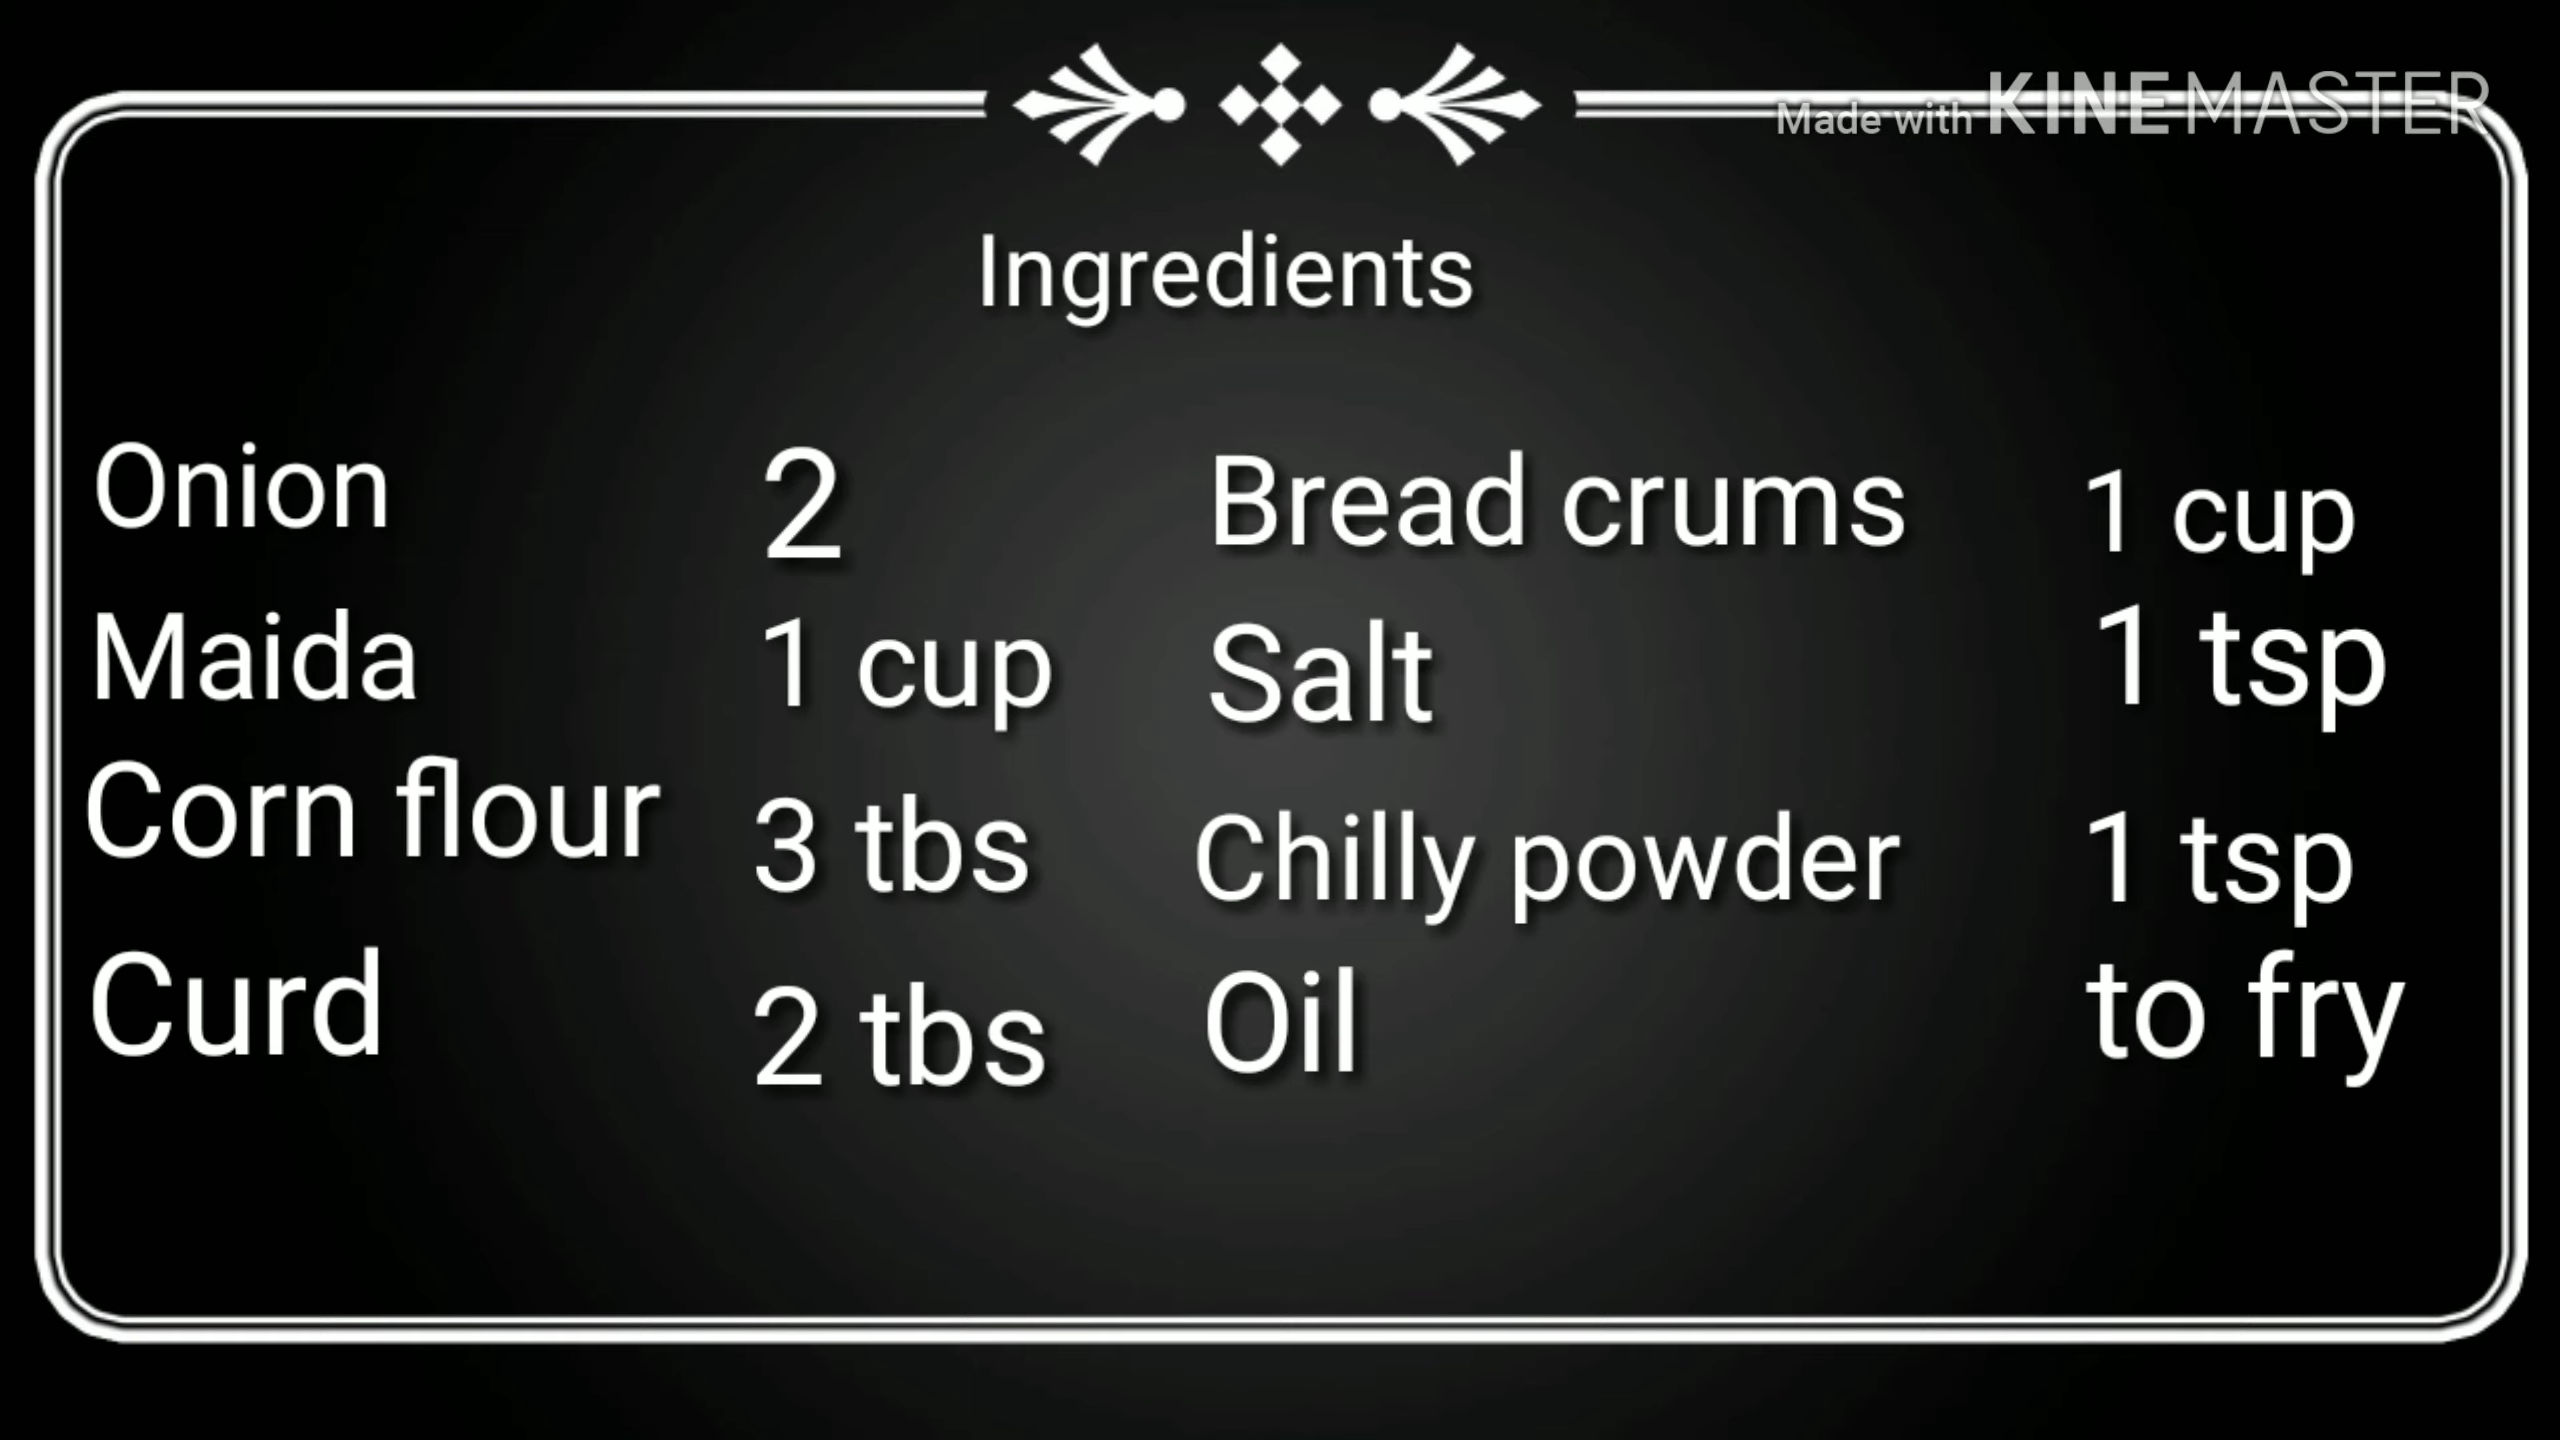 Made with KINEMASTER
Ingredients
Onion 2 Bread crums 1 cup
Maida 1 cup Salt 1 tsp
Corn flour 3 tbs Chilly powder 1 tsp
Curd 2 tbs Oil to fry